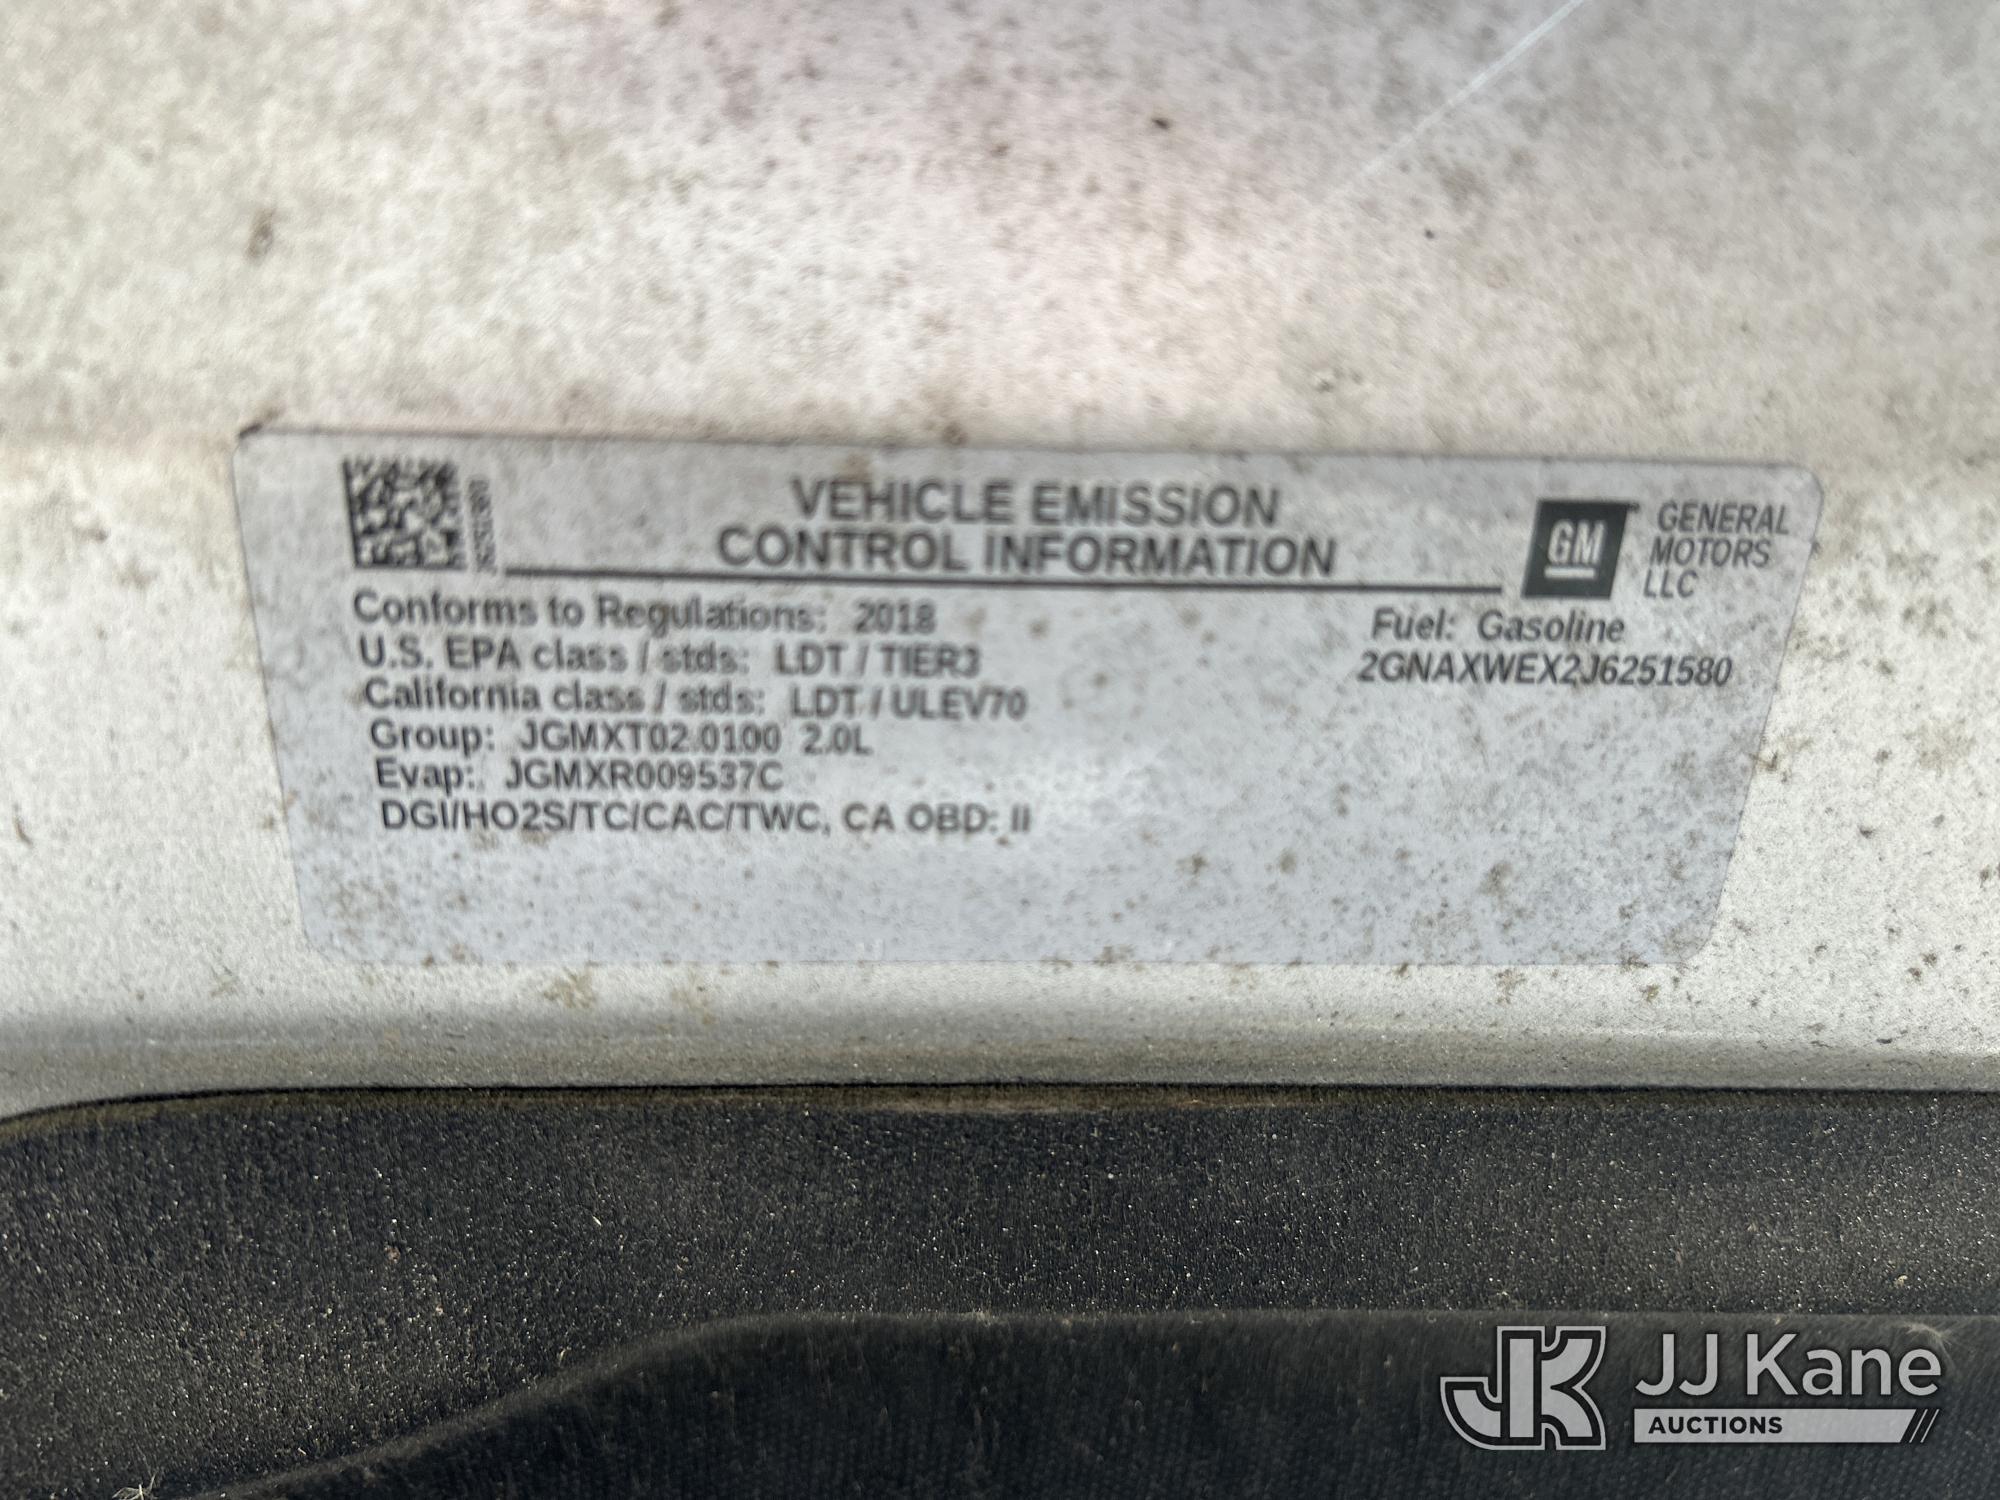 VEHICLE EMISSION
CONTROL INFORMATION
GM
GENERAL
MOTORS
LLC
Conforms to Regulations: 2018
U.S. EPA class / stds: LDT / TIER3
California class / stds: LDT / ULEV70
Group: JGMXT02.0100 2.0L
Evap: JGMXR009537C
DGI/HO2S/TC/CAC/TWC, CA OBD: II
Fuel: Gasoline
2GNAXWEX2J6251580
JK JJ Kane
AUCTIONS